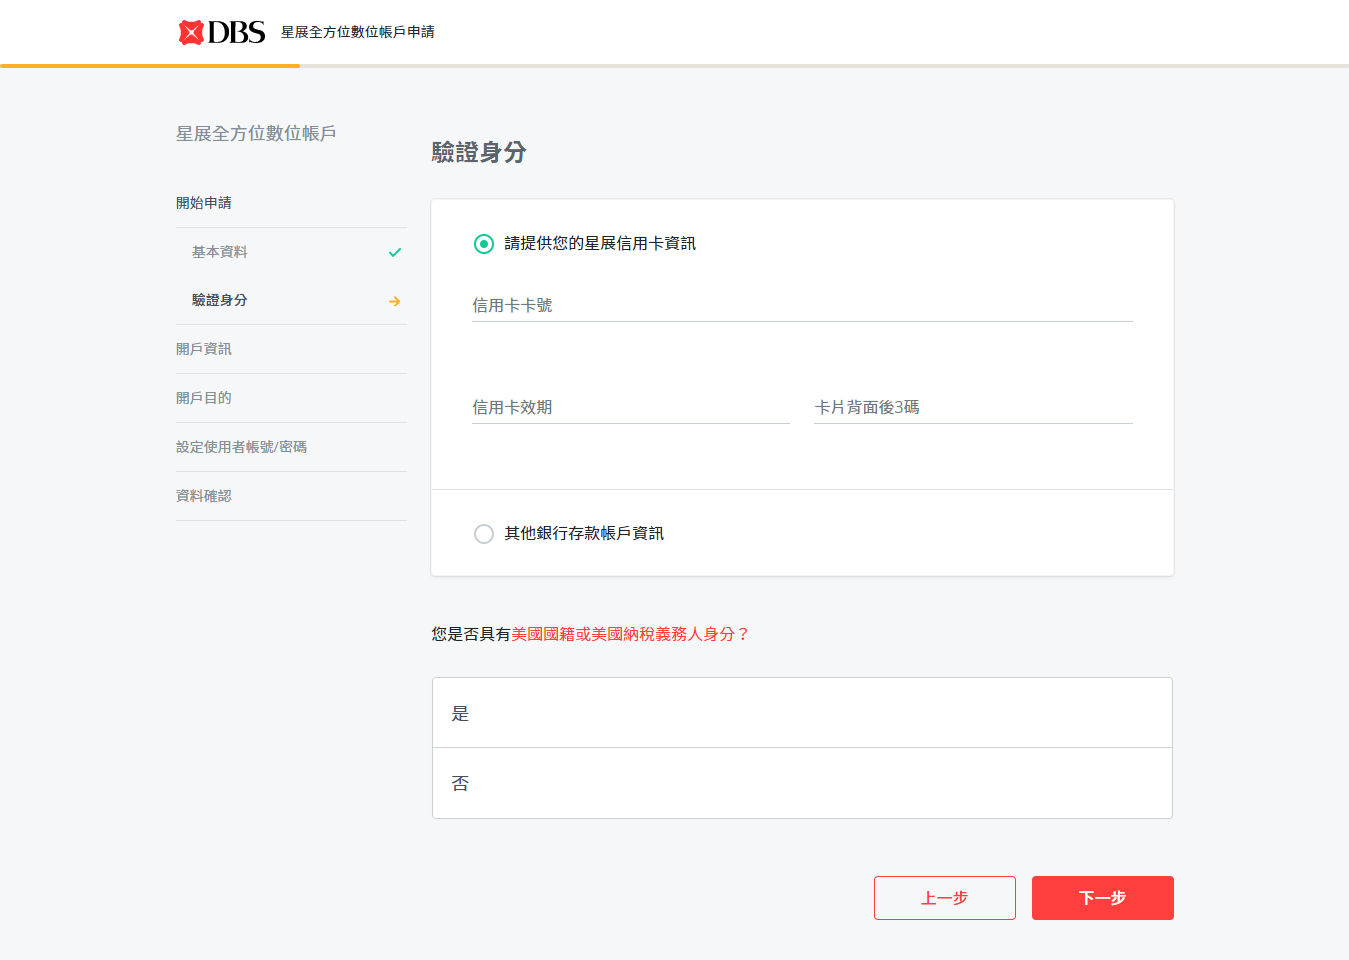 DBS 星展全方位數位帳戶申請
星展全方位數位帳戶
開始申請
基本資料
驗證身分
開戶資訊
開戶目的
設定使用者帳號/密碼
資料確認
驗證身分
請提供您的星展信用卡資訊
信用卡卡號
信用卡效期
卡片背面後3碼
其他銀行存款帳戶資訊
您是否具有美國國籍或美國納稅義務人身分？
是
否
上一步
下一步